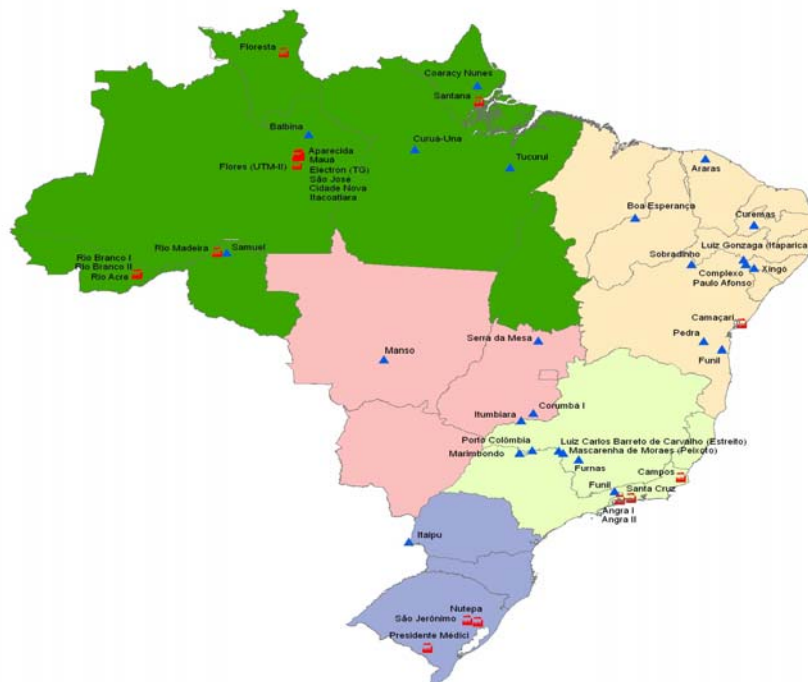 Floresta
Coaracy Nunes
Santana
Balbina
Curuá-Una
Tucuruí
Flores (UTM-II)
Aparecida
Mauá
Electron (TG)
São José
Cidade Nova
Itacoatiara
Araras
Boa Esperança
Curemas
Rio Madeira
Samuel
Rio Branco I
Rio Branco II
Rio Acre
Luiz Gonzaga (Itaparica)
Sobradinho
Xingó
Complexo
Paulo Afonso
Camaçari
Pedra
Funil
Serra da Mesa
Manso
Corumbá I
Itumbiara
Porto Colômbia
Luiz Carlos Barreto de Carvalho (Estreito)
Marimbondo
Mascarenha de Moraes (Peixoto)
Furnas
Campos
Funil
Santa Cruz
Angra I
Angra II
Itaipu
Nutepa
São Jerônimo
Presidente Médici